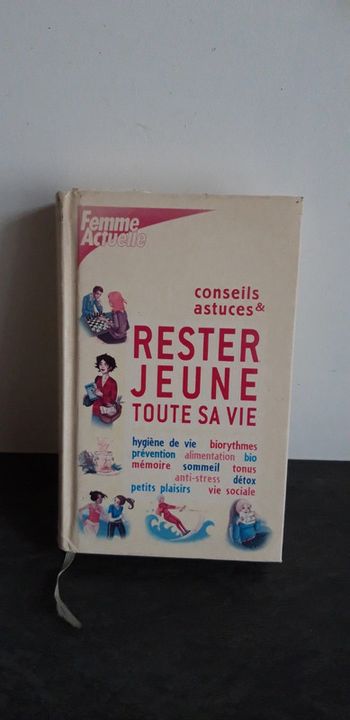 Femme
Actuelle
conseils
astuces &
RESTER
JEUNE
TOUTE SA VIE
hygiène de vie biorythmes
prévention alimentation bio
mémoire sommeil tonus
anti-stress détox
petits plaisirs vie sociale